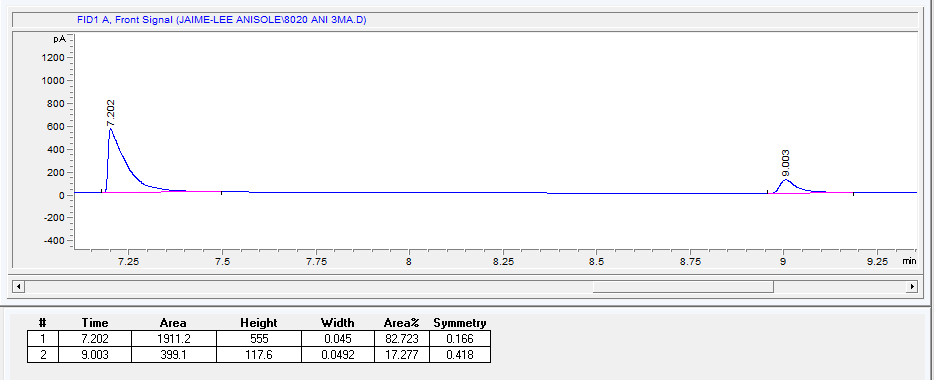 FID1 A, Front Signal (JAIME-LEE ANISOLE\8020 ANI 3MA.D)
pA
1200
1000
800
600
400
200
0
-200
-400
7.202
9.003
7.25 7.5 7.75 8 8.25 8.5 8.75 9 9.25 min
# Time Area Height Width Area% Symmetry
1 7.202 1911.2 555 0.045 82.723 0.166
2 9.003 399.1 117.6 0.0492 17.277 0.418